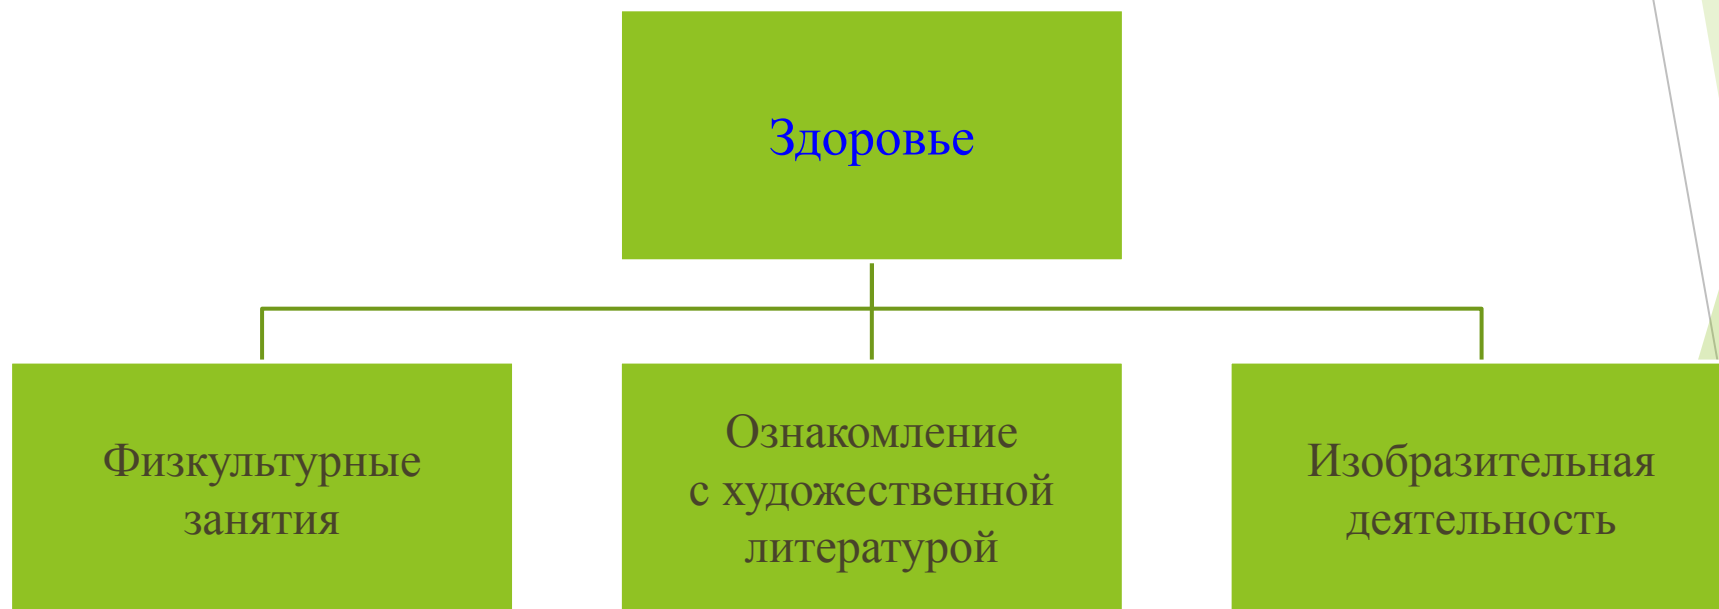 Здоровье
Физкультурные
занятия
Ознакомление
с художественной
литературой
Изобразительная
деятельность